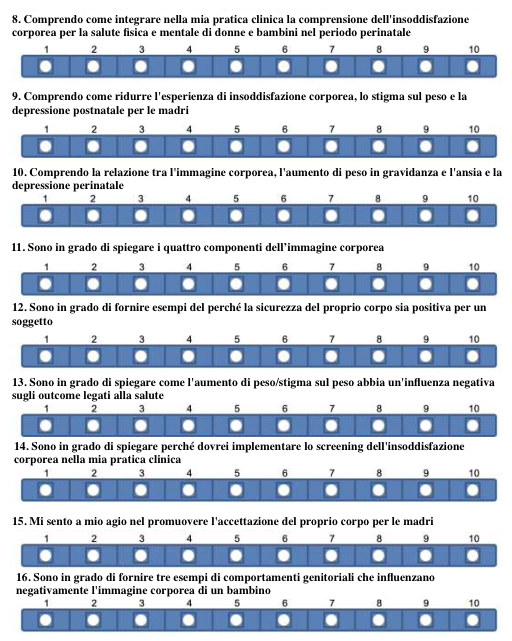 8. Comprendo come integrare nella mia pratica clinica la comprensione dell'insoddisfazione
corporea per la salute fisica e mentale di donne e bambini nel periodo perinatale
1 2 3 4 5 6 7 8 9 10
9. Comprendo come ridurre l'esperienza di insoddisfazione corporea, lo stigma sul peso e la
depressione postnatale per le madri
1 2 3 4 5 6 7 8 9 10
10. Comprendo la relazione tra l'immagine corporea, l'aumento di peso in gravidanza e l'ansia e la
depressione perinatale
1 2 3 4 5 6 7 8 9 10
11. Sono in grado di spiegare i quattro componenti dell’immagine corporea
1 2 3 4 5 6 7 8 9 10
12. Sono in grado di fornire esempi del perché la sicurezza del proprio corpo sia positiva per un
soggetto
1 2 3 4 5 6 7 8 9 10
13. Sono in grado di spiegare come l'aumento di peso/stigma sul peso abbia un'influenza negativa
sugli outcome legati alla salute
1 2 3 4 5 6 7 8 9 10
14. Sono in grado di spiegare perché dovrei implementare lo screening dell'insoddisfazione
corporea nella mia pratica clinica
1 2 3 4 5 6 7 8 9 10
15. Mi sento a mio agio nel promuovere l'accettazione del proprio corpo per le madri
1 2 3 4 5 6 7 8 9 10
16. Sono in grado di fornire tre esempi di comportamenti genitoriali che influenzano
negativamente l'immagine corporea di un bambino
1 2 3 4 5 6 7 8 9 10